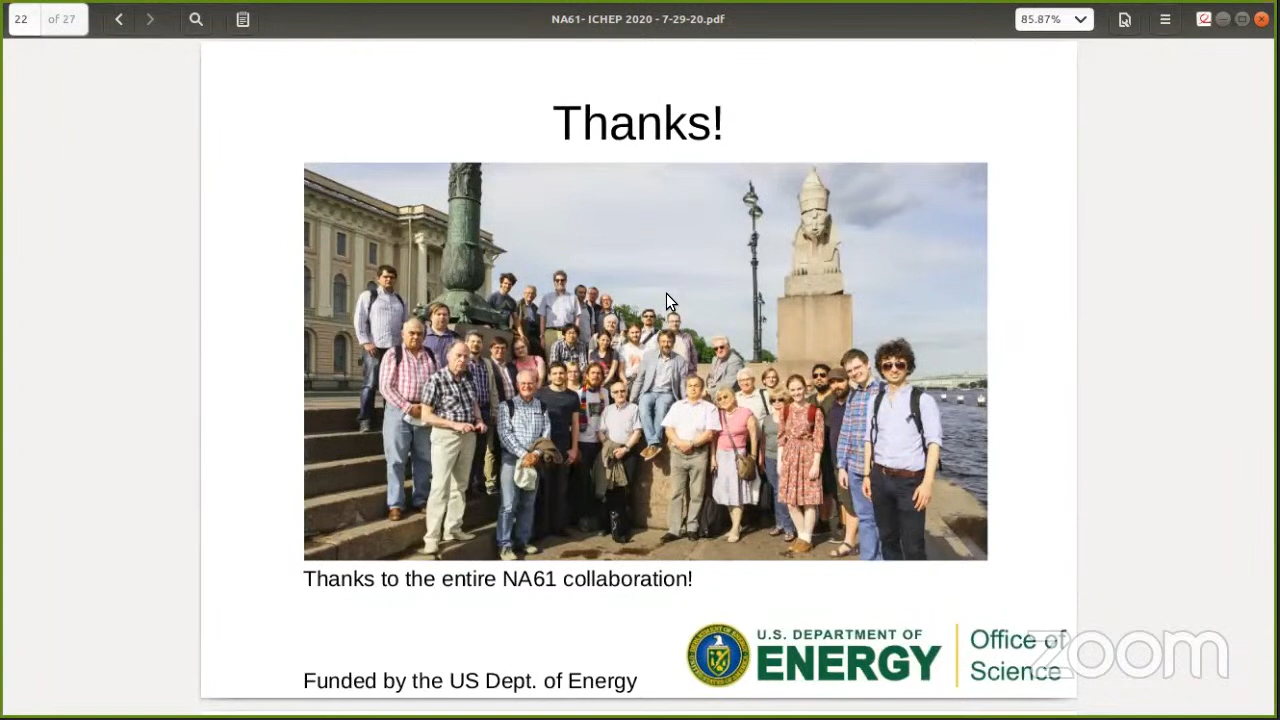 22
of 27
NA61- ICHEP 2020 - 7-29-20.pdf
85.87%
Thanks!
Thanks to the entire NA61 collaboration!
U.S. DEPARTMENT OF
ENERGY
Office of
Science
zoom
Funded by the US Dept. of Energy